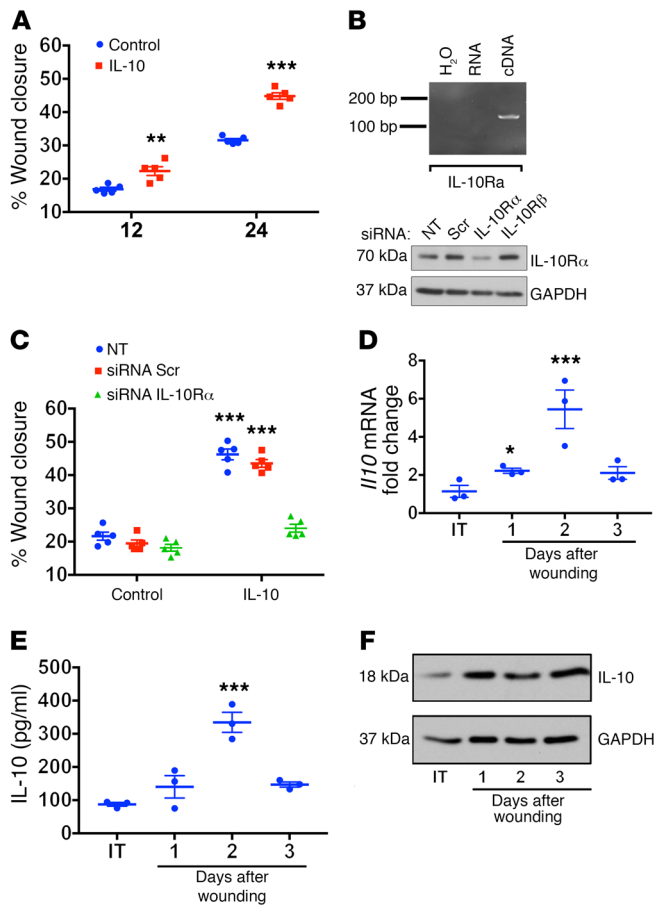 A
Control
IL-10
% Wound closure
60
50
40
30
20
10
**
***
12
24
B
H2O
RNA
cDNA
200 bp
100 bp
IL-10Ra
siRNA:
NT
Scr
IL-10Rα
IL-10Rβ
70 kDa
IL-10Rα
37 kDa
GAPDH
C
NT
siRNA Scr
siRNA IL-10Rα
% Wound closure
60
50
40
30
20
10
0
***
***
Control
IL-10
D
Il10 mRNA
fold change
8
6
4
2
0
*
***
IT
1
2
3
Days after
wounding
E
IL-10 (pg/ml)
500
400
300
200
100
0
***
IT
1
2
3
Days after
wounding
F
18 kDa
IL-10
37 kDa
GAPDH
IT
1
2
3
Days after
wounding